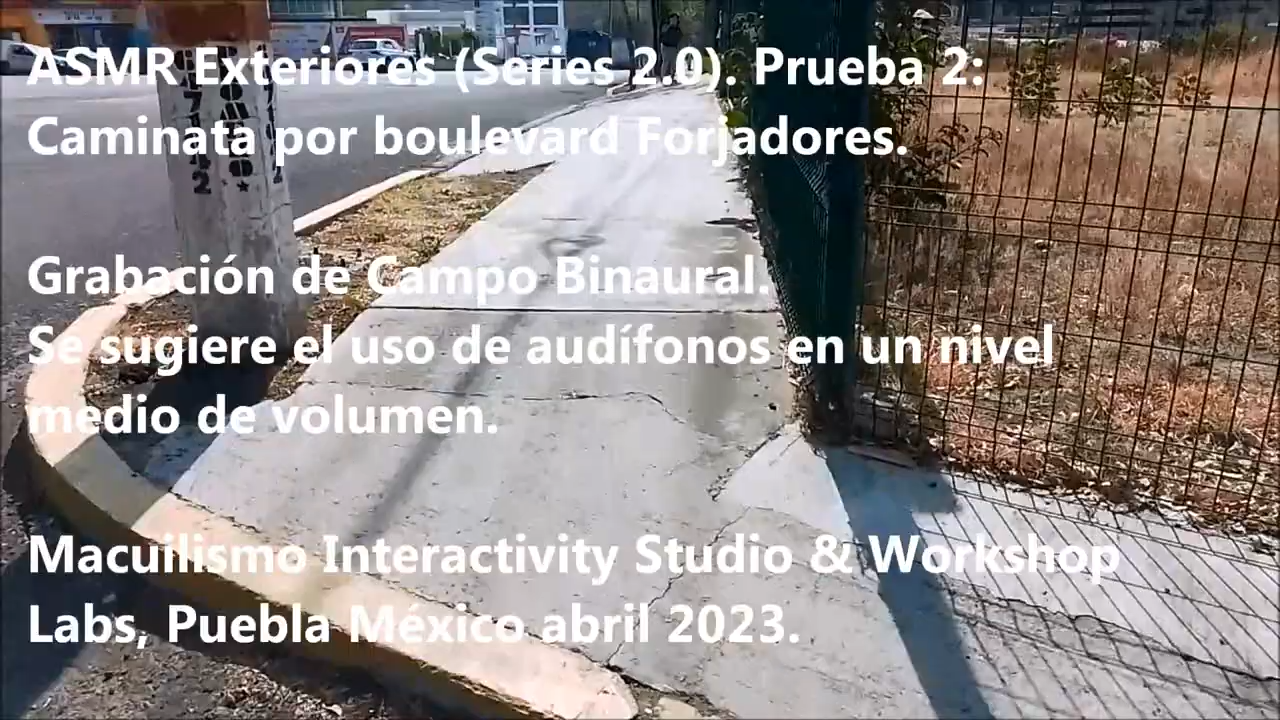 ASMR Exteriores (Series 2.0). Prueba 2:
Caminata por boulevard Forjadores.
Grabación de Campo Binaural.
Se sugiere el uso de audífonos en un nivel
medio de volumen.
Macuilismo Interactivity Studio & Workshop
Labs, Puebla México abril 2023.